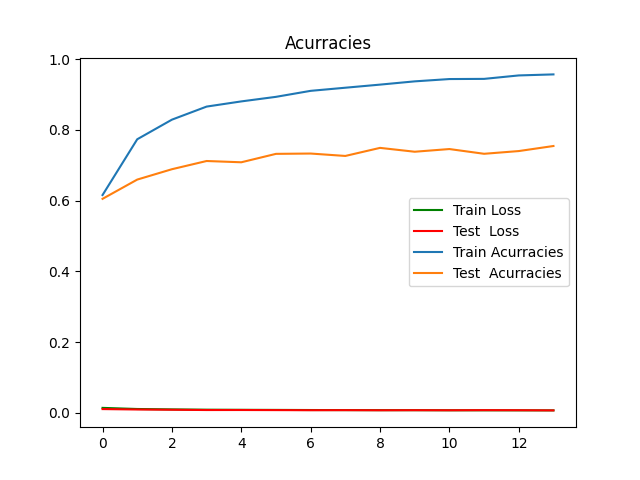 Acurracies
1.0
0.8
0.6
0.4
0.2
0.0
0 2 4 6 8 10 12
Train Loss
Test  Loss
Train Acurracies
Test  Acurracies